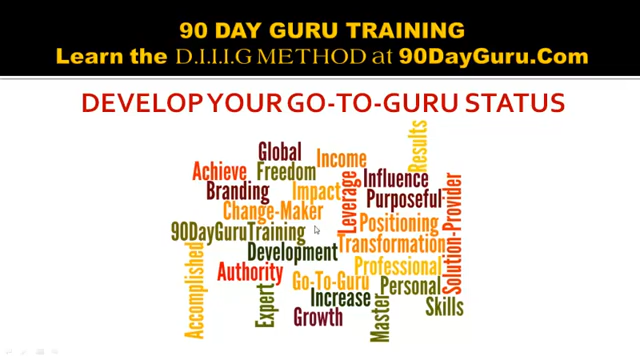 90 DAY GURU TRAINING
Learn the D.I.I.I.G METHOD at 90DayGuru.Com
DEVELOP YOUR GO-TO-GURU STATUS
Results
Global
Income
Achieve
Freedom
Influence
Branding
Impact
Leverage
Purposeful
Solution-Provider
Change-Maker
Positioning
90DayGuruTraining
Transformation
Development
Accomplished
Professional
Authority
Go-To-Guru
Personal
Expert
Increase
Master
Skills
Growth